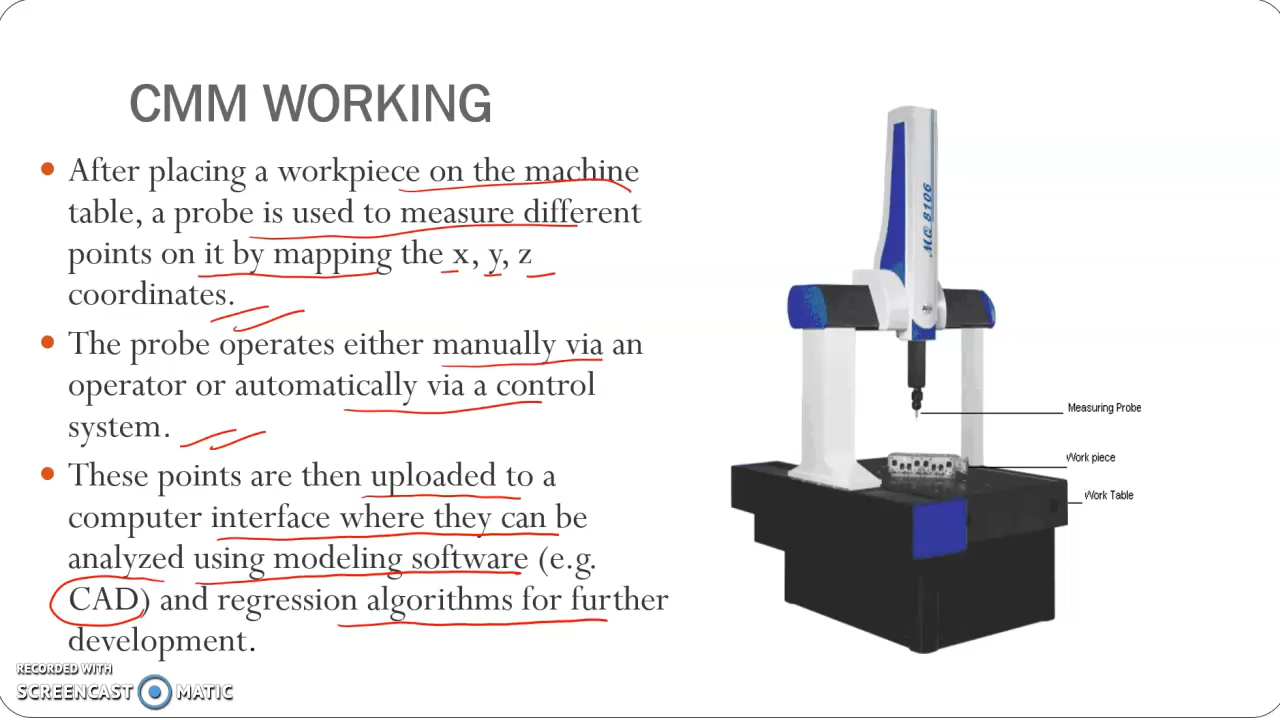 CMM WORKING
After placing a workpiece on the machine
table, a probe is used to measure different
points on it by mapping the x, y, z
coordinates.
The probe operates either manually via an
operator or automatically via a control
system.
These points are then uploaded to a
computer interface where they can be
analyzed using modeling software (e.g.
CAD) and regression algorithms for further
development.
MQ 8106
Measuring Probe
Work piece
Work Table
RECORDED WITH
SCREENCAST MATIC